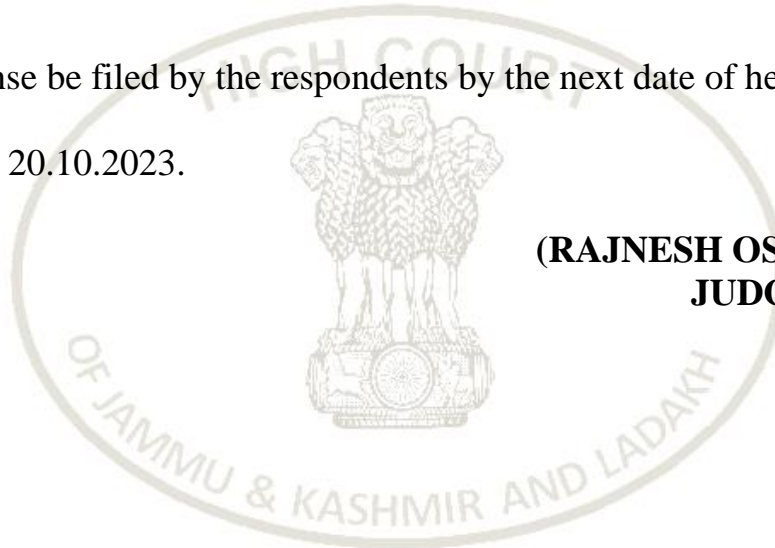 HIGH COURT
nse be filed by the respondents by the next date of he
20.10.2023.
(RAJNESH OS
JUDG
OF JAMMU & KASHMIR AND LADAKH